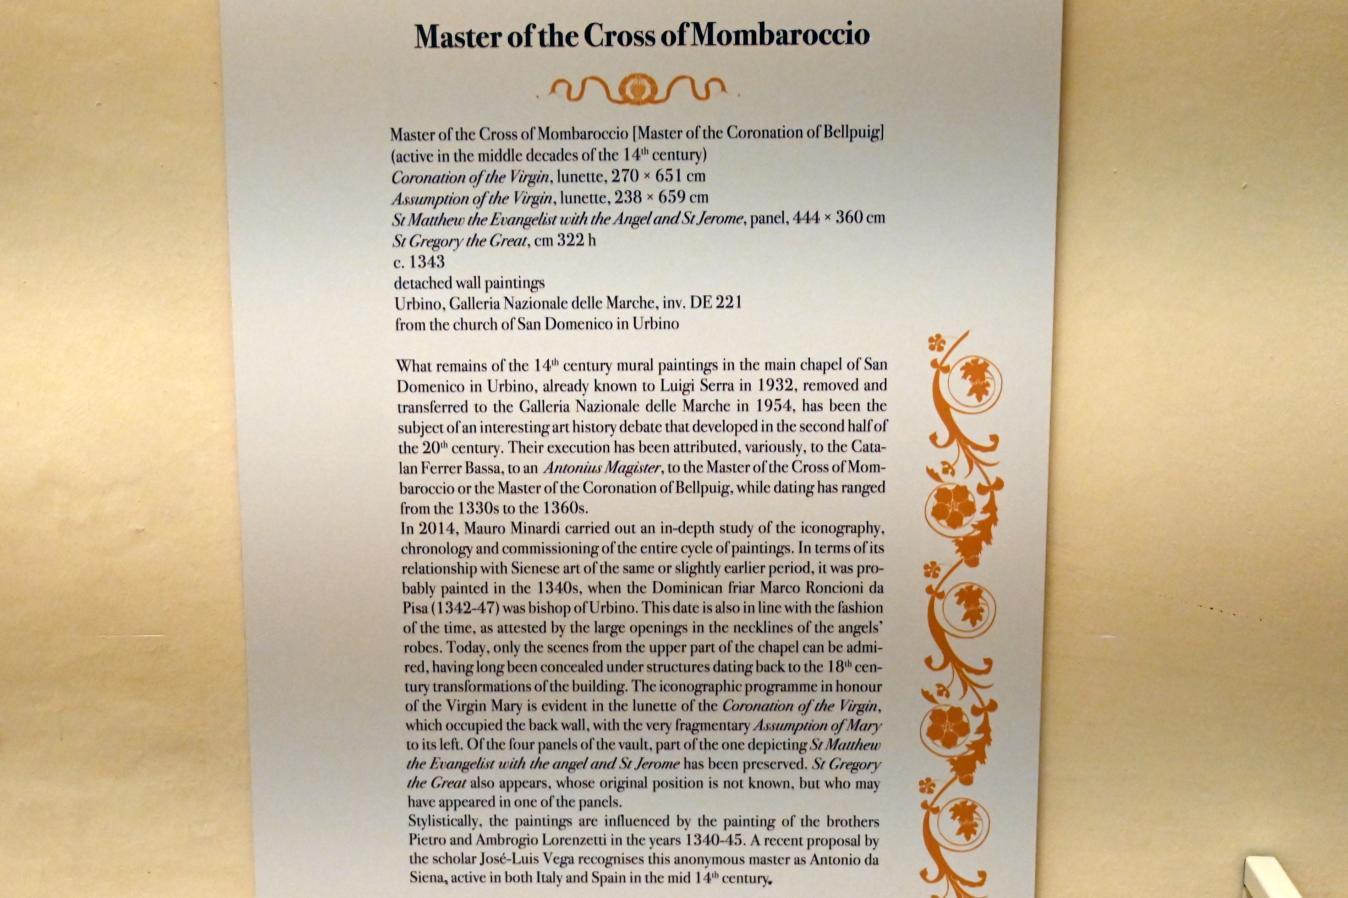 Master of the Cross of Mombaroccio
Master of the Cross of Mombaroccio [Master of the Coronation of Bellpuig]
(active in the middle decades of the 14th century)
Coronation of the Virgin, lunette, 270 × 651 cm
Assumption of the Virgin, lunette, 238 × 659 cm
St Matthew the Evangelist with the Angel and St Jerome, panel, 444 × 360 cm
St Gregory the Great, cm 322 h
c. 1343
detached wall paintings
Urbino, Galleria Nazionale delle Marche, inv. DE 221
from the church of San Domenico in Urbino
What remains of the 14th century mural paintings in the main chapel of San
Domenico in Urbino, already known to Luigi Serra in 1932, removed and
transferred to the Galleria Nazionale delle Marche in 1954, has been the
subject of an interesting art history debate that developed in the second half of
the 20th century. Their execution has been attributed, variously, to the Cata-
lan Ferrer Bassa, to an Antonius Magister, to the Master of the Cross of Mom-
baroccio or the Master of the Coronation of Bellpuig, while dating has ranged
from the 1330s to the 1360s.
In 2014, Mauro Minardi carried out an in-depth study of the iconography,
chronology and commissioning of the entire cycle of paintings. In terms of its
relationship with Sienese art of the same or slightly earlier period, it was pro-
bably painted in the 1340s, when the Dominican friar Marco Roncioni da
Pisa (1342-47) was bishop of Urbino. This date is also in line with the fashion
of the time, as attested by the large openings in the necklines of the angels’
robes. Today, only the scenes from the upper part of the chapel can be admi-
red, having long been concealed under structures dating back to the 18th cen-
tury transformations of the building. The iconographic programme in honour
of the Virgin Mary is evident in the lunette of the Coronation of the Virgin,
which occupied the back wall, with the very fragmentary Assumption of Mary
to its left. Of the four panels of the vault, part of the one depicting St Matthew
the Evangelist with the angel and St Jerome has been preserved. St Gregory
the Great also appears, whose original position is not known, but who may
have appeared in one of the panels.
Stylistically, the paintings are influenced by the painting of the brothers
Pietro and Ambrogio Lorenzetti in the years 1340-45. A recent proposal by
the scholar José-Luis Vega recognises this anonymous master as Antonio da
Siena, active in both Italy and Spain in the mid 14th century.